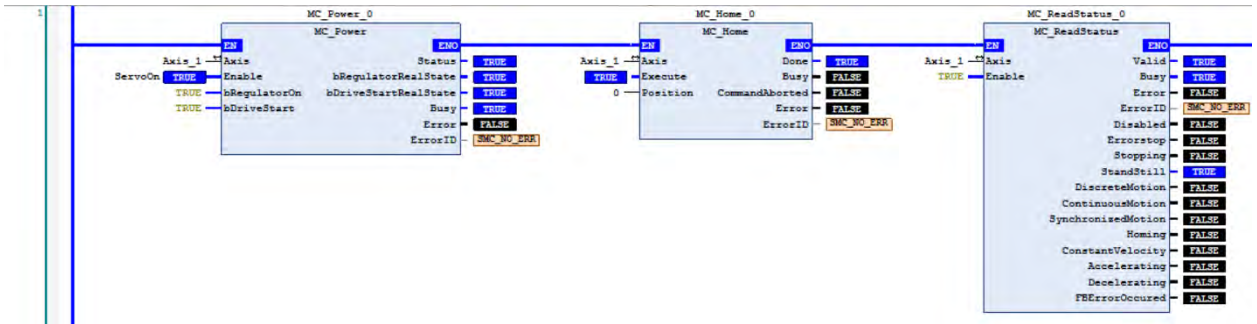 1
MC_Power_0 MC_Home_0 MC_ReadStatus_0
MC_Power MC_Home MC_ReadStatus
EN ENO EN ENO EN ENO
Axis_1 Axis Status TRUE Axis_1 Axis Done TRUE Axis_1 Axis Valid TRUE
ServoOn TRUE Enable bRegulatorRealState TRUE TRUE Execute Busy FALSE TRUE Enable Busy TRUE
TRUE bRegulatorOn bDriveStartRealState TRUE 0 Position CommandAborted FALSE Error FALSE
TRUE bDriveStart Busy TRUE Error FALSE ErrorID SMC_NO_ERR
Error FALSE ErrorID SMC_NO_ERR Disabled FALSE
ErrorID SMC_NO_ERR Errorstop FALSE
Stopping FALSE
StandStill TRUE
DiscreteMotion FALSE
ContinuousMotion FALSE
SynchronizedMotion FALSE
Homing FALSE
ConstantVelocity FALSE
Accelerating FALSE
Decelerating FALSE
FBErrorOccured FALSE